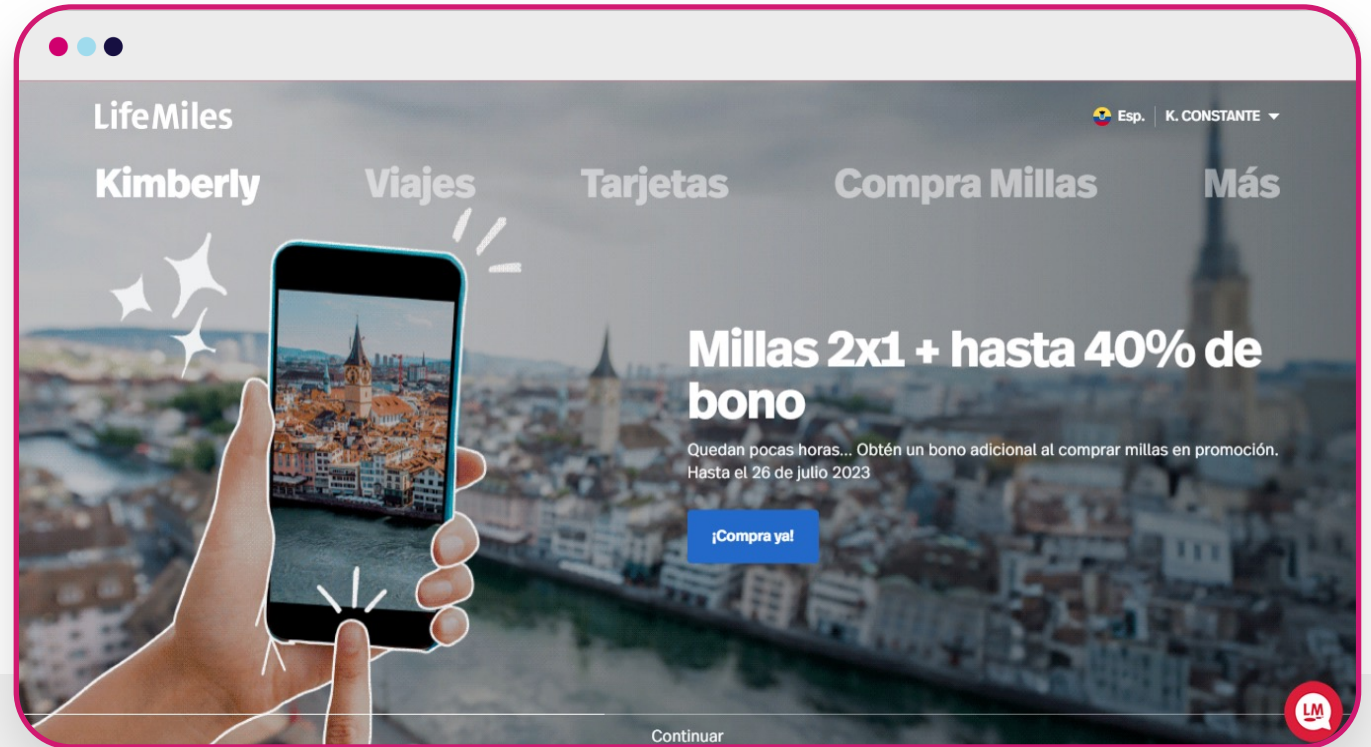 LifeMiles
Esp. K. CONSTANTE
Kimberly Viajes Tarjetas Compra Millas Más
Millas 2x1 + hasta 40% de
bono
Quedan pocas horas... Obtén un bono adicional al comprar millas en promoción.
Hasta el 26 de julio 2023
¡Compra ya!
LM
Continuar